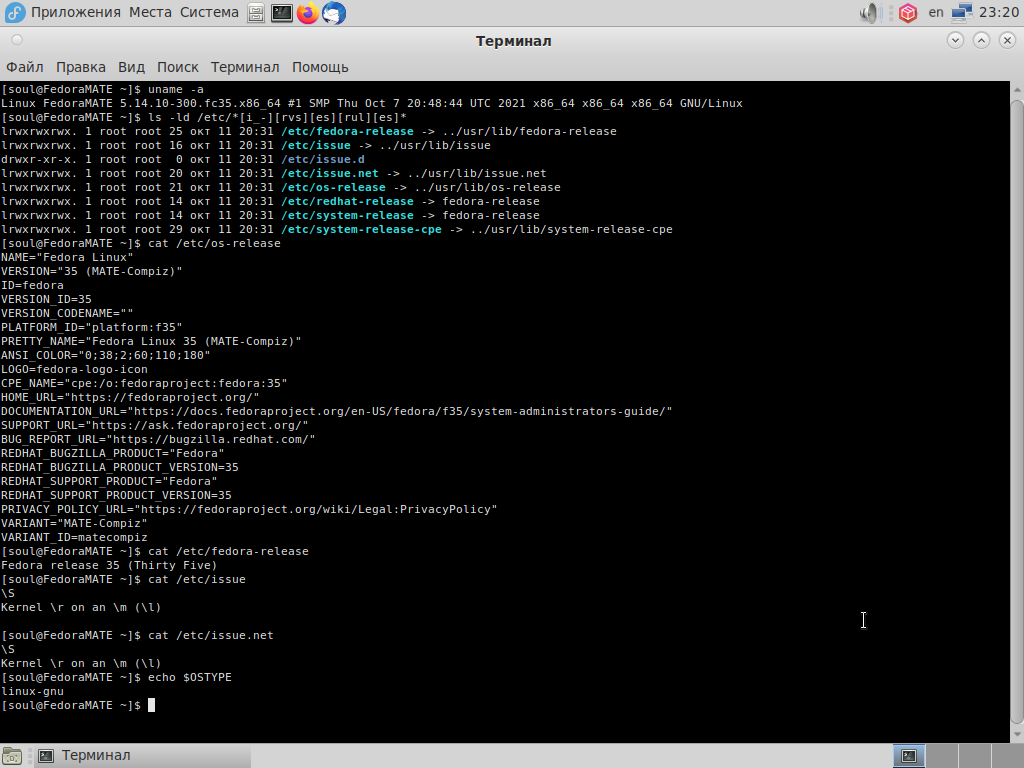 Приложения Места Система en 23:20
Терминал
Файл Правка Вид Поиск Терминал Помощь
[soul@FedoraMATE ~]$ uname -a
Linux FedoraMATE 5.14.10-300.fc35.x86_64 #1 SMP Thu Oct 7 20:48:44 UTC 2021 x86_64 x86_64 x86_64 GNU/Linux
[soul@FedoraMATE ~]$ ls -ld /etc/*[i_-][rvs][es][rul][es]*
lrwxrwxrwx. 1 root root 25 окт 11 20:31 /etc/fedora-release -> ../usr/lib/fedora-release
lrwxrwxrwx. 1 root root 16 окт 11 20:31 /etc/issue -> ../usr/lib/issue
drwxr-xr-x. 1 root root  0 окт 11 20:31 /etc/issue.d
lrwxrwxrwx. 1 root root 20 окт 11 20:31 /etc/issue.net -> ../usr/lib/issue.net
lrwxrwxrwx. 1 root root 21 окт 11 20:31 /etc/os-release -> ../usr/lib/os-release
lrwxrwxrwx. 1 root root 14 окт 11 20:31 /etc/redhat-release -> fedora-release
lrwxrwxrwx. 1 root root 14 окт 11 20:31 /etc/system-release -> fedora-release
lrwxrwxrwx. 1 root root 29 окт 11 20:31 /etc/system-release-cpe -> ../usr/lib/system-release-cpe
[soul@FedoraMATE ~]$ cat /etc/os-release
NAME="Fedora Linux"
VERSION="35 (MATE-Compiz)"
ID=fedora
VERSION_ID=35
VERSION_CODENAME=""
PLATFORM_ID="platform:f35"
PRETTY_NAME="Fedora Linux 35 (MATE-Compiz)"
ANSI_COLOR="0;38;2;60;110;180"
LOGO=fedora-logo-icon
CPE_NAME="cpe:/o:fedoraproject:fedora:35"
HOME_URL="https://fedoraproject.org/"
DOCUMENTATION_URL="https://docs.fedoraproject.org/en-US/fedora/f35/system-administrators-guide/"
SUPPORT_URL="https://ask.fedoraproject.org/"
BUG_REPORT_URL="https://bugzilla.redhat.com/"
REDHAT_BUGZILLA_PRODUCT="Fedora"
REDHAT_BUGZILLA_PRODUCT_VERSION=35
REDHAT_SUPPORT_PRODUCT="Fedora"
REDHAT_SUPPORT_PRODUCT_VERSION=35
PRIVACY_POLICY_URL="https://fedoraproject.org/wiki/Legal:PrivacyPolicy"
VARIANT="MATE-Compiz"
VARIANT_ID=matecompiz
[soul@FedoraMATE ~]$ cat /etc/fedora-release
Fedora release 35 (Thirty Five)
[soul@FedoraMATE ~]$ cat /etc/issue
\S
Kernel \r on an \m (\l)
[soul@FedoraMATE ~]$ cat /etc/issue.net
\S
Kernel \r on an \m (\l)
[soul@FedoraMATE ~]$ echo $OSTYPE
linux-gnu
[soul@FedoraMATE ~]$
Терминал